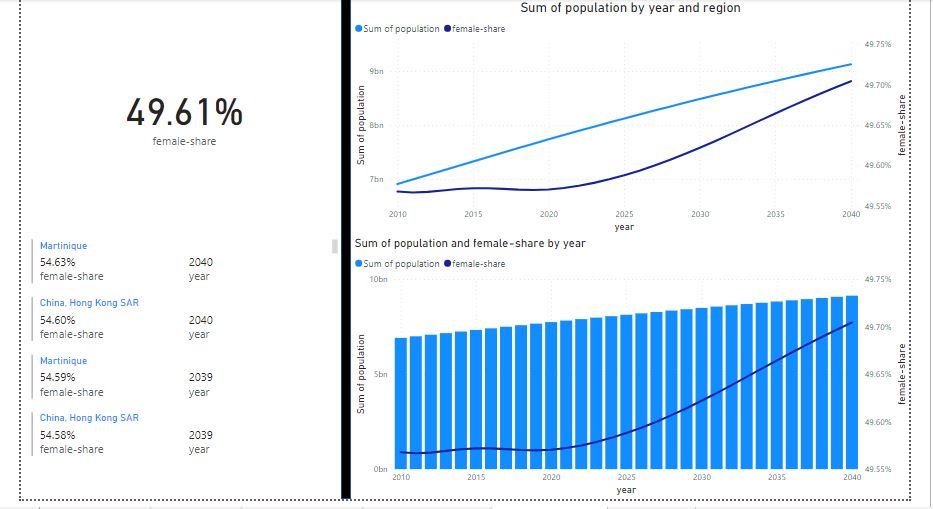 49.61%
female-share
Martinique
54.63% 2040
female-share year
China, Hong Kong SAR
54.60% 2040
female-share year
Martinique
54.59% 2039
female-share year
China, Hong Kong SAR
54.58% 2039
female-share year
Sum of population by year and region
Sum of population female-share
49.75%
9bn
49.70%
8bn
49.65%
49.60%
7bn
49.55%
Sum of population
female-share
2010 2015 2020 2025 2030 2035 2040
year
Sum of population and female-share by year
Sum of population female-share
10bn 49.75%
49.70%
5bn 49.65%
49.60%
0bn 49.55%
Sum of population
female-share
2010 2015 2020 2025 2030 2035 2040
year